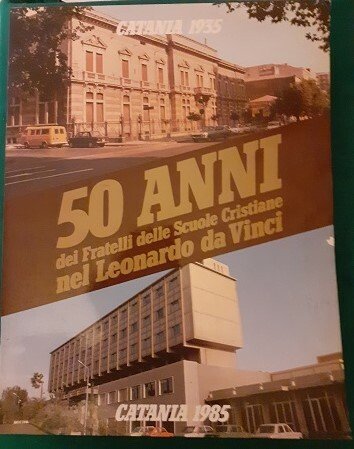 CATANIA 1935
50 ANNI
dei Fratelli delle Scuole Cristiane
nel Leonardo da Vinci
CATANIA 1985